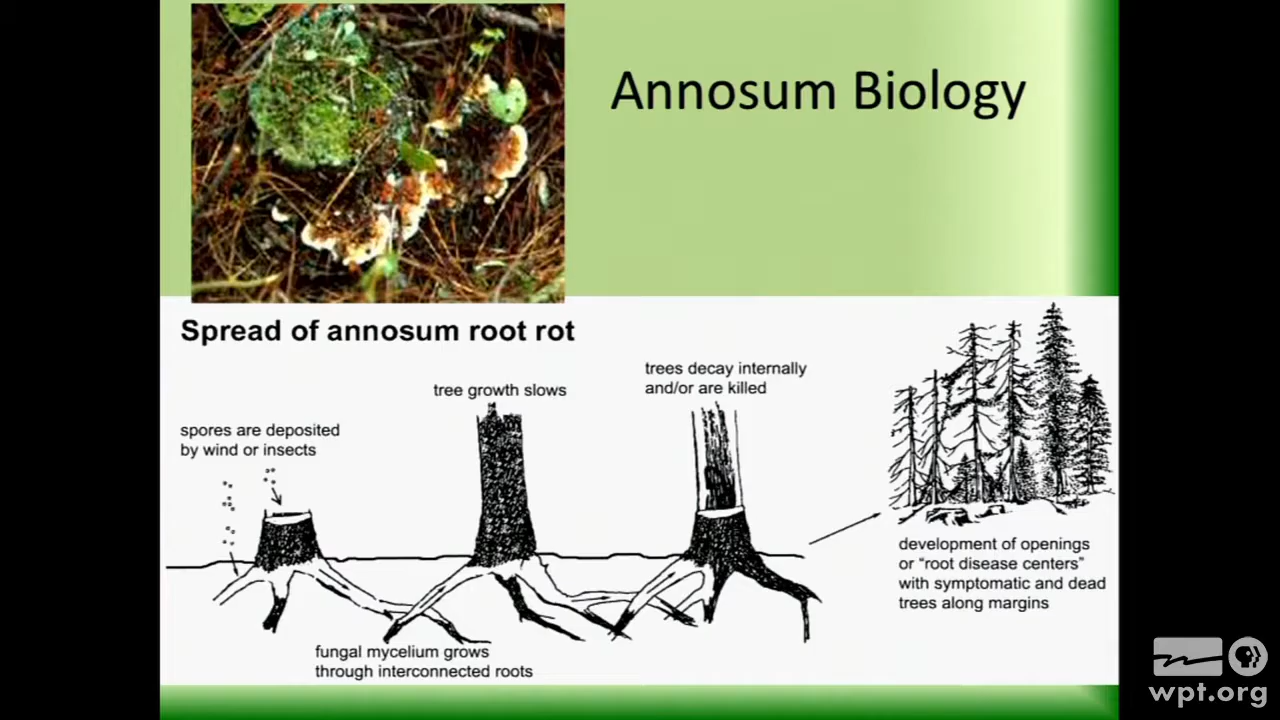 Annosum Biology
Spread of annosum root rot
spores are deposited
by wind or insects
tree growth slows
trees decay internally
and/or are killed
fungal mycelium grows
through interconnected roots
development of openings
or “root disease centers”
with symptomatic and dead
trees along margins
PBS
wpt.org